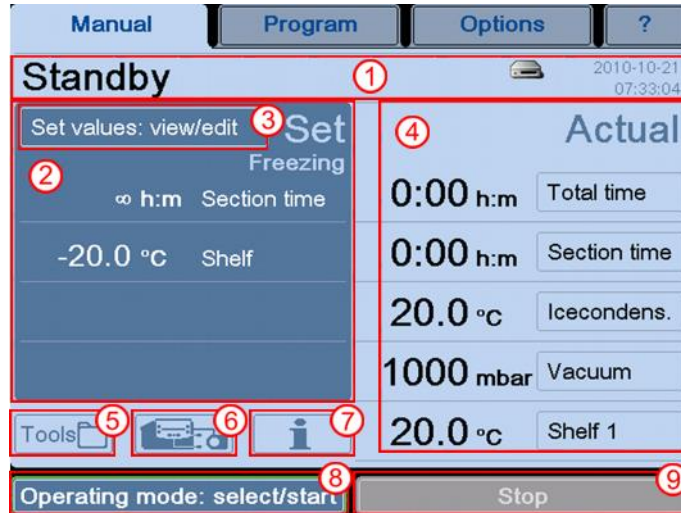 Manual Program Options ?
Standby 1 2010-10-21
07:33:04
Set values: view/edit 3 Set 4 Actual
2 Freezing
∞ h:m Section time 0:00 h:m Total time
-20.0 °C Shelf 0:00 h:m Section time
20.0 °C Icecondens.
1000 mbar Vacuum
Tools 5 6 i 7 20.0 °C Shelf 1
Operating mode: select/start 8 Stop 9